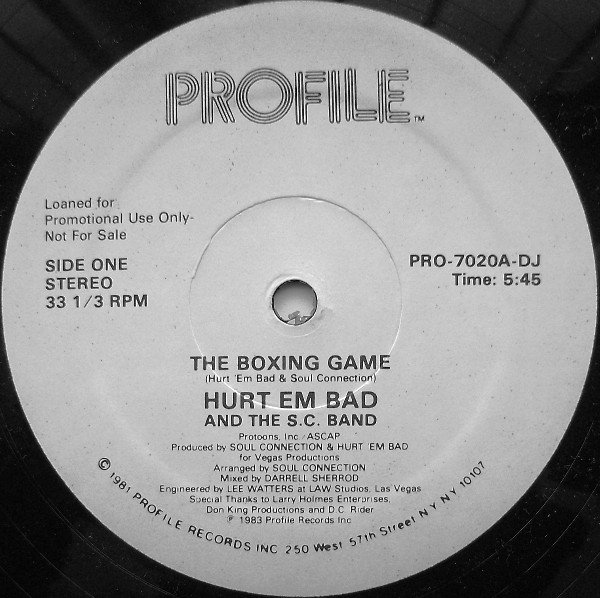 PROFILE™
Loaned for
Promotional Use Only-
Not For Sale
SIDE ONE
STEREO
33 1/3 RPM
PRO-7020A-DJ
Time: 5:45
THE BOXING GAME
(Hurt 'Em Bad & Soul Connection)
HURT EM BAD
AND THE S.C. BAND
Protoons, Inc./ASCAP
Produced by SOUL CONNECTION & HURT 'EM BAD
for Vegas Productions
Arranged by SOUL CONNECTION
Mixed by DARRELL SHERROD
Engineered by LEE WATTERS at LAW Studios, Las Vegas
Special Thanks to Larry Holmes Enterprises,
Don King Productions and D.C. Rider
℗ 1983 Profile Records Inc
© 1981 PROFILE RECORDS INC 250 West 57th Street NY NY 10107